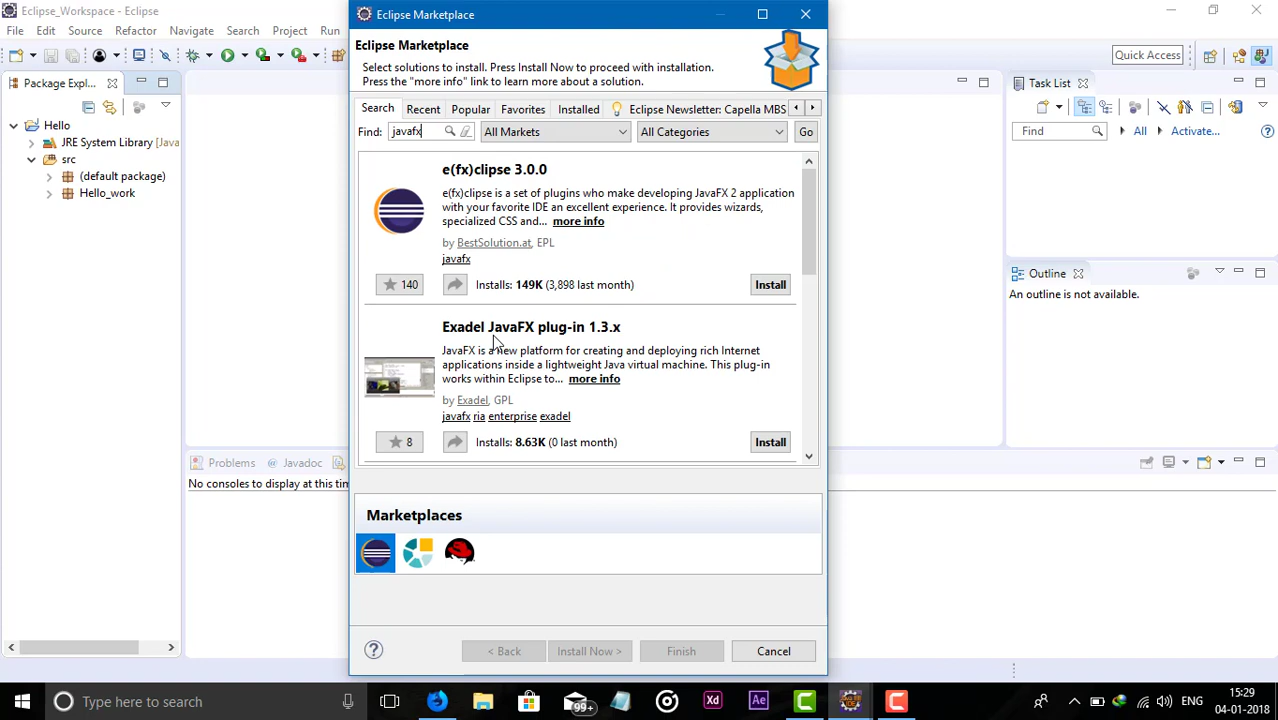 Eclipse_Workspace - Eclipse
File Edit Source Refactor Navigate Search Project Run
Quick Access
Package Expl...
Hello
JRE System Library [Java
src
(default package)
Hello_work
Eclipse Marketplace
Eclipse Marketplace
Select solutions to install. Press Install Now to proceed with installation.
Press the "more info" link to learn more about a solution.
Search Recent Popular Favorites Installed Eclipse Newsletter: Capella MBS
Find: javafx All Markets All Categories Go
e(fx)clipse 3.0.0
e(fx)clipse is a set of plugins who make developing JavaFX 2 application
with your favorite IDE an excellent experience. It provides wizards,
specialized CSS and... more info
by BestSolution.at, EPL
javafx
140 Installs: 149K (3,898 last month) Install
Exadel JavaFX plug-in 1.3.x
JavaFX is a new platform for creating and deploying rich Internet
applications inside a lightweight Java virtual machine. This plug-in
works within Eclipse to... more info
by Exadel, GPL
javafx ria enterprise exadel
8 Installs: 8.63K (0 last month) Install
Marketplaces
< Back Install Now > Finish Cancel
Task List
Find All Activate...
Outline
An outline is not available.
Problems Javadoc
No consoles to display at this tim
Type here to search
99+
Xd
Ae
JAVA EE
IDE
ENG
15:29
04-01-2018